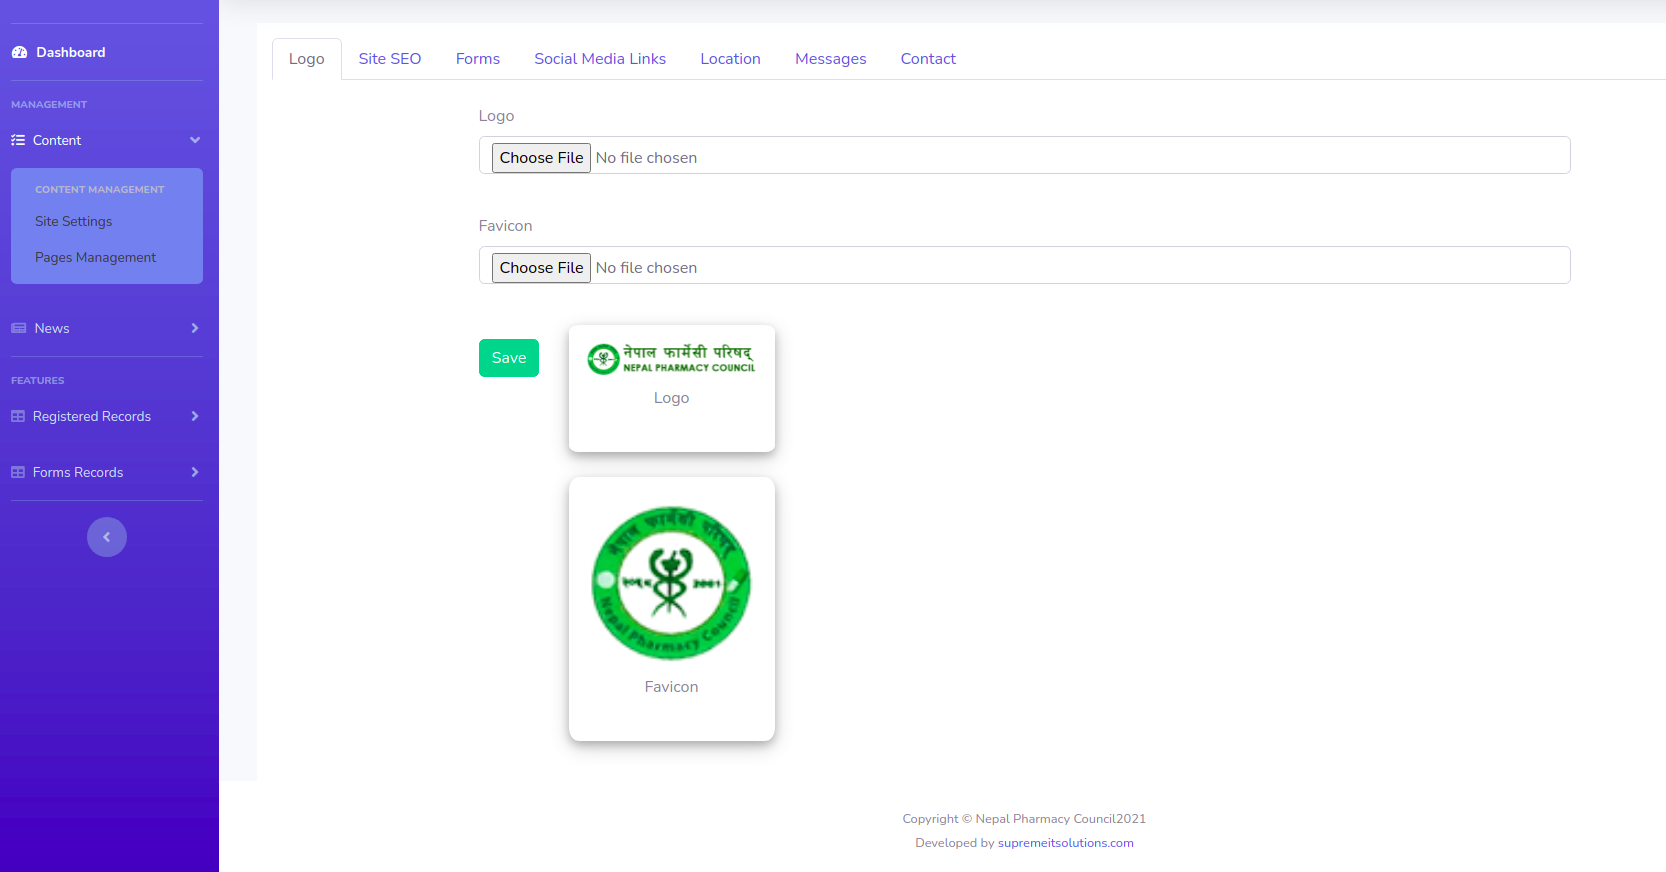 Dashboard
MANAGEMENT
Content
CONTENT MANAGEMENT
Site Settings
Pages Management
News
FEATURES
Registered Records
Forms Records
Logo Site SEO Forms Social Media Links Location Messages Contact
Logo
Choose File No file chosen
Favicon
Choose File No file chosen
Save
नेपाल फार्मेसी परिषद्
NEPAL PHARMACY COUNCIL
Logo
नेपाल फार्मेसी परिषद्
२०५८ 2001
Nepal Pharmacy Council
Favicon
Copyright © Nepal Pharmacy Council2021
Developed by supremeitsolutions.com